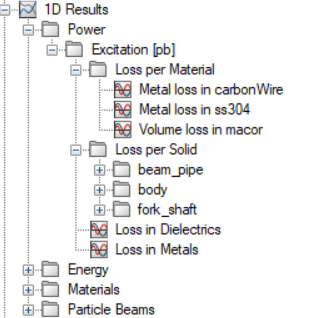 1D Results
Power
Excitation [pb]
Loss per Material
Metal loss in carbonWire
Metal loss in ss304
Volume loss in macor
Loss per Solid
beam_pipe
body
fork_shaft
Loss in Dielectrics
Loss in Metals
Energy
Materials
Particle Beams